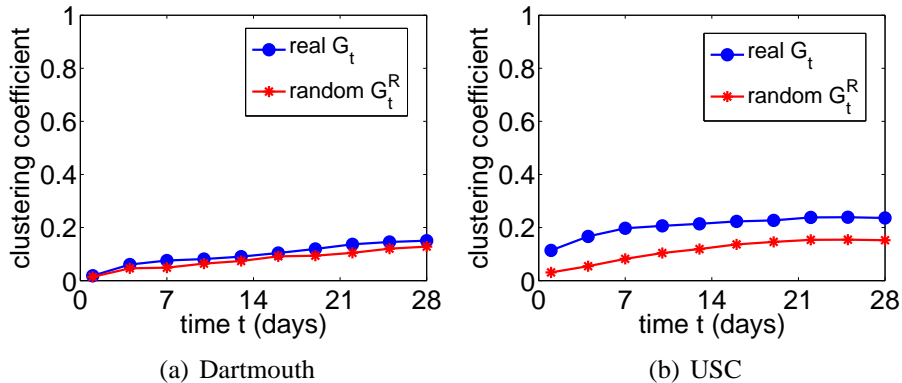 1
0.8
0.6
0.4
0.2
0
clustering coefficient
real G_t
random G_t^R
0 7 14 21 28
time t (days)
(a) Dartmouth
1
0.8
0.6
0.4
0.2
0
clustering coefficient
real G_t
random G_t^R
0 7 14 21 28
time t (days)
(b) USC